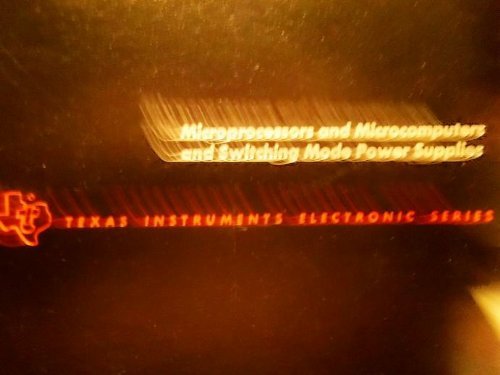 Microprocessors and Microcomputers
and Switching Mode Power Supplies
TEXAS INSTRUMENTS ELECTRONIC SERIES